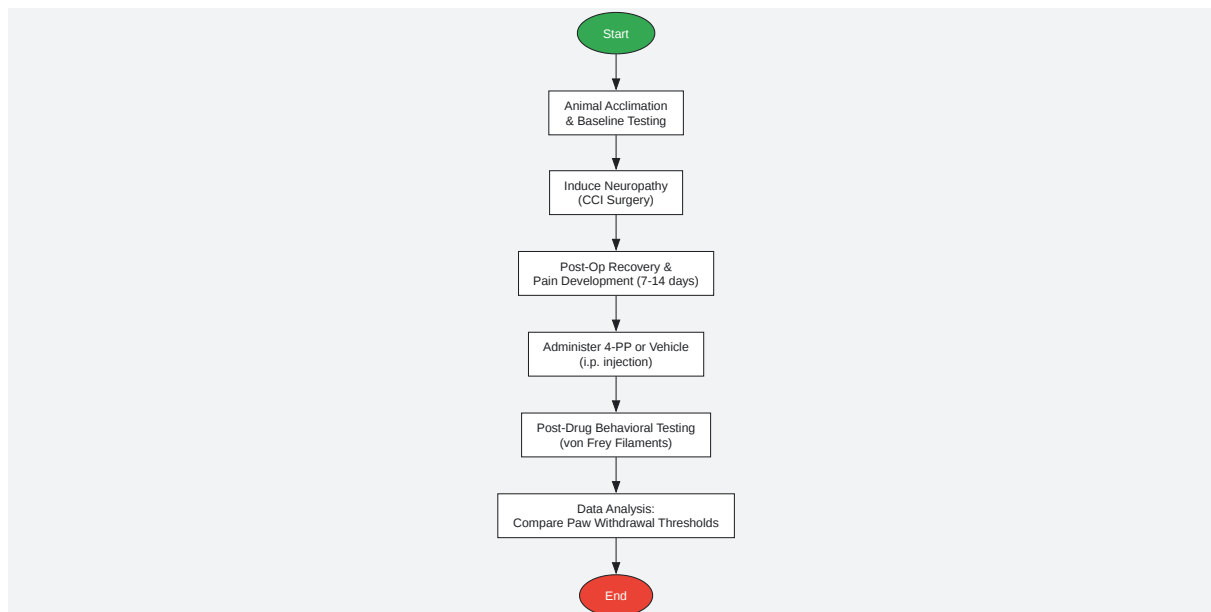 Start
Animal Acclimation
& Baseline Testing
Induce Neuropathy
(CCI Surgery)
Post-Op Recovery &
Pain Development (7-14 days)
Administer 4-PP or Vehicle
(i.p. injection)
Post-Drug Behavioral Testing
(von Frey Filaments)
Data Analysis:
Compare Paw Withdrawal Thresholds
End